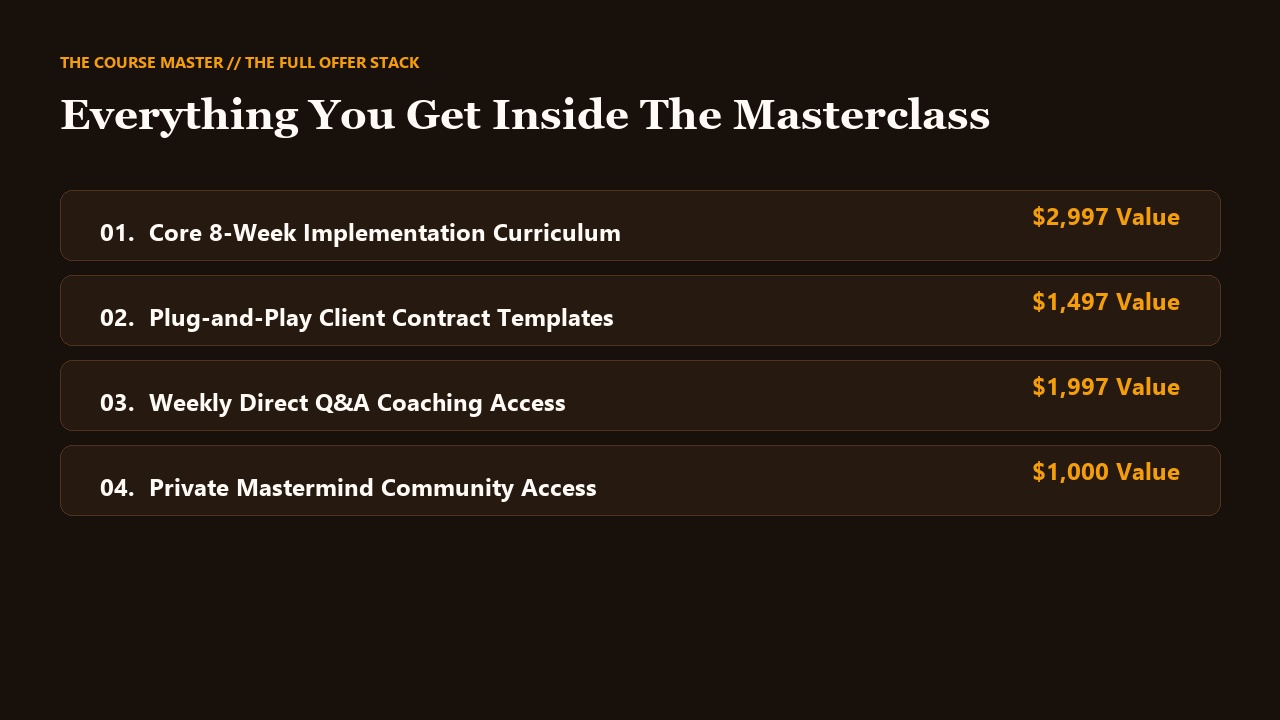 THE COURSE MASTER // THE FULL OFFER STACK
Everything You Get Inside The Masterclass
01. Core 8-Week Implementation Curriculum $2,997 Value
02. Plug-and-Play Client Contract Templates $1,497 Value
03. Weekly Direct Q&A Coaching Access $1,997 Value
04. Private Mastermind Community Access $1,000 Value